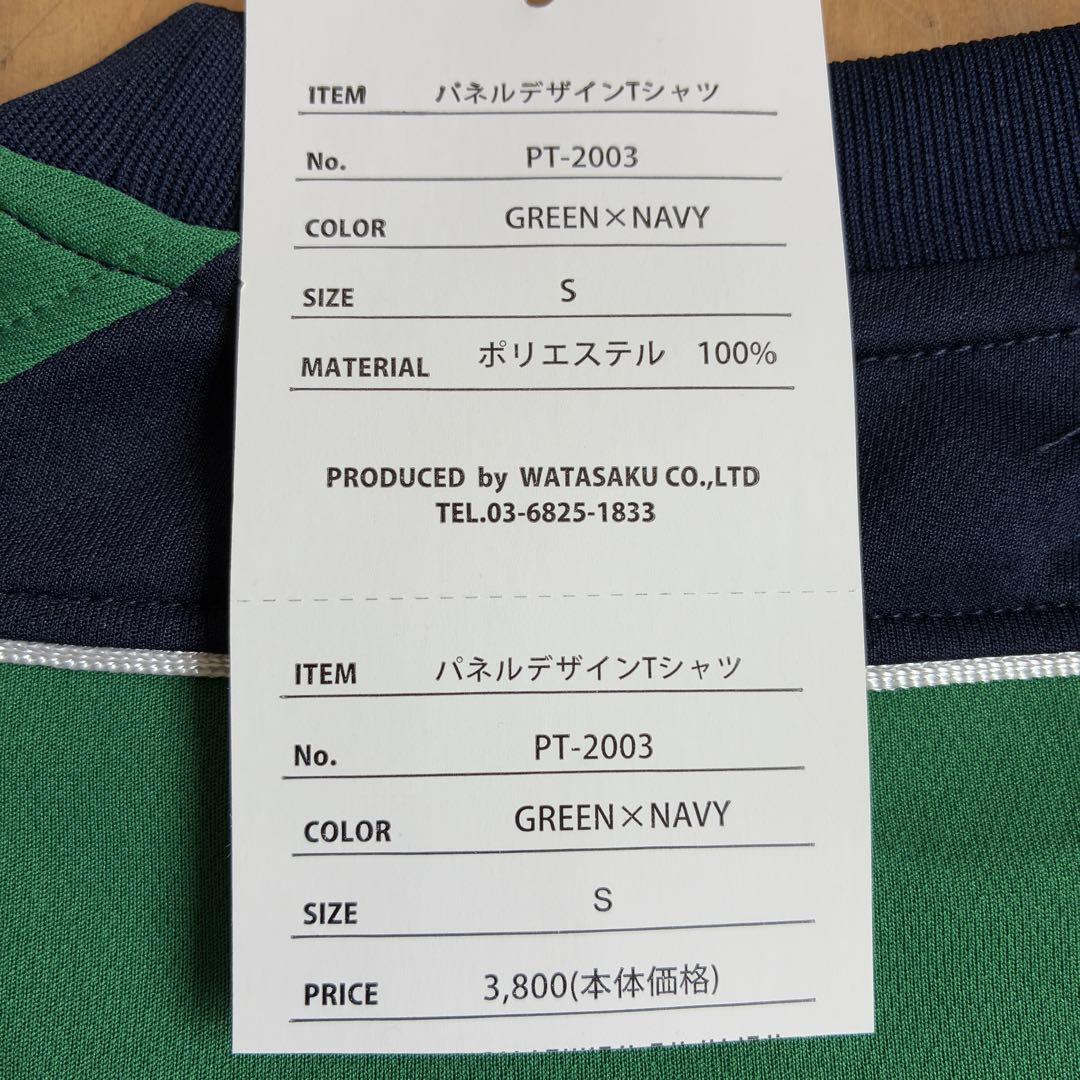 ITEM パネルデザインTシャツ
No. PT-2003
COLOR GREEN×NAVY
SIZE S
MATERIAL ポリエステル 100%
PRODUCED by WATASAKU CO.,LTD
TEL.03-6825-1833
ITEM パネルデザインTシャツ
No. PT-2003
COLOR GREEN×NAVY
SIZE S
PRICE 3,800(本体価格)